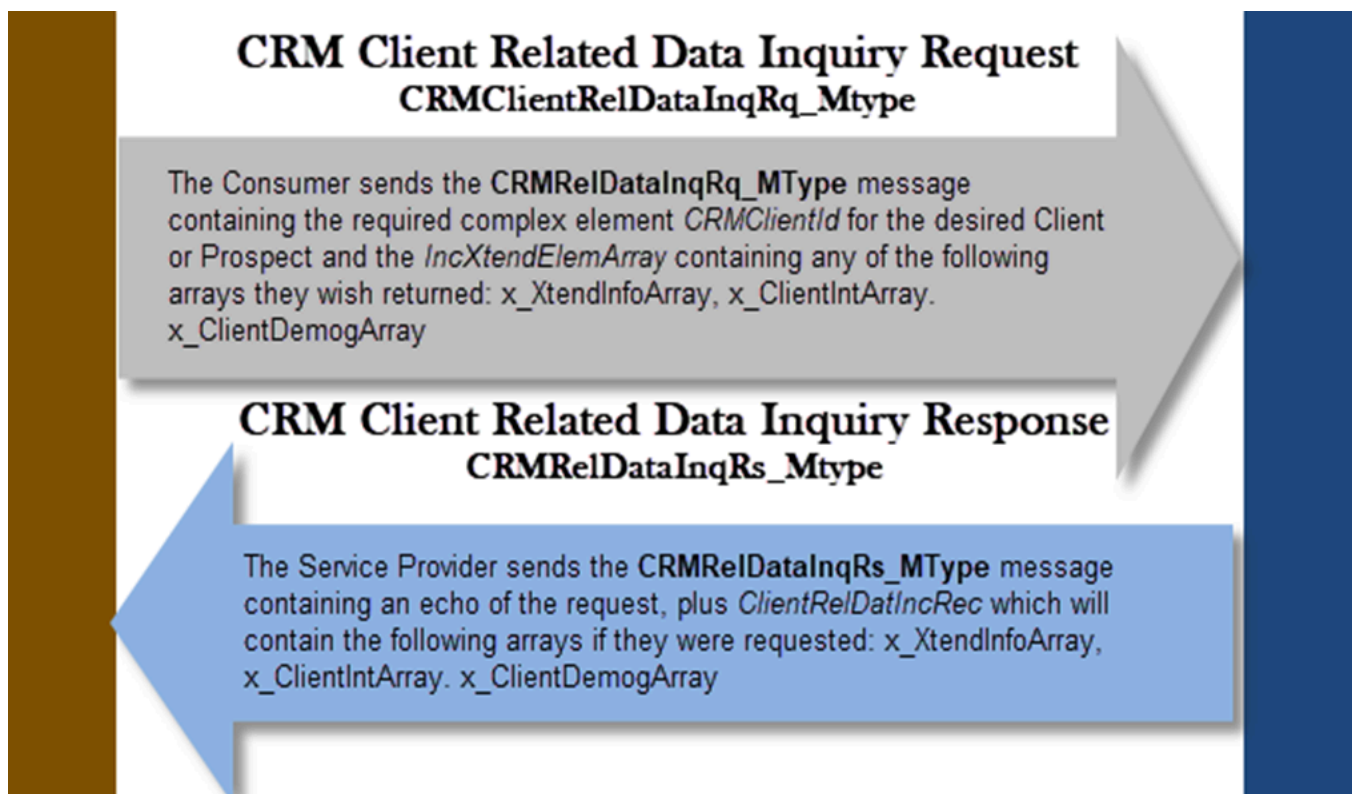 CRM Client Related Data Inquiry Request
CRMClientRelDataInqRq_Mtype
The Consumer sends the CRMRelDataInqRq_MType message
containing the required complex element CRMClientId for the desired Client
or Prospect and the IncXtendElemArray containing any of the following
arrays they wish returned: x_XtendInfoArray, x_ClientIntArray.
x_ClientDemogArray
CRM Client Related Data Inquiry Response
CRMRelDataInqRs_Mtype
The Service Provider sends the CRMRelDataInqRs_MType message
containing an echo of the request, plus ClientRelDatIncRec which will
contain the following arrays if they were requested: x_XtendInfoArray,
x_ClientIntArray. x_ClientDemogArray